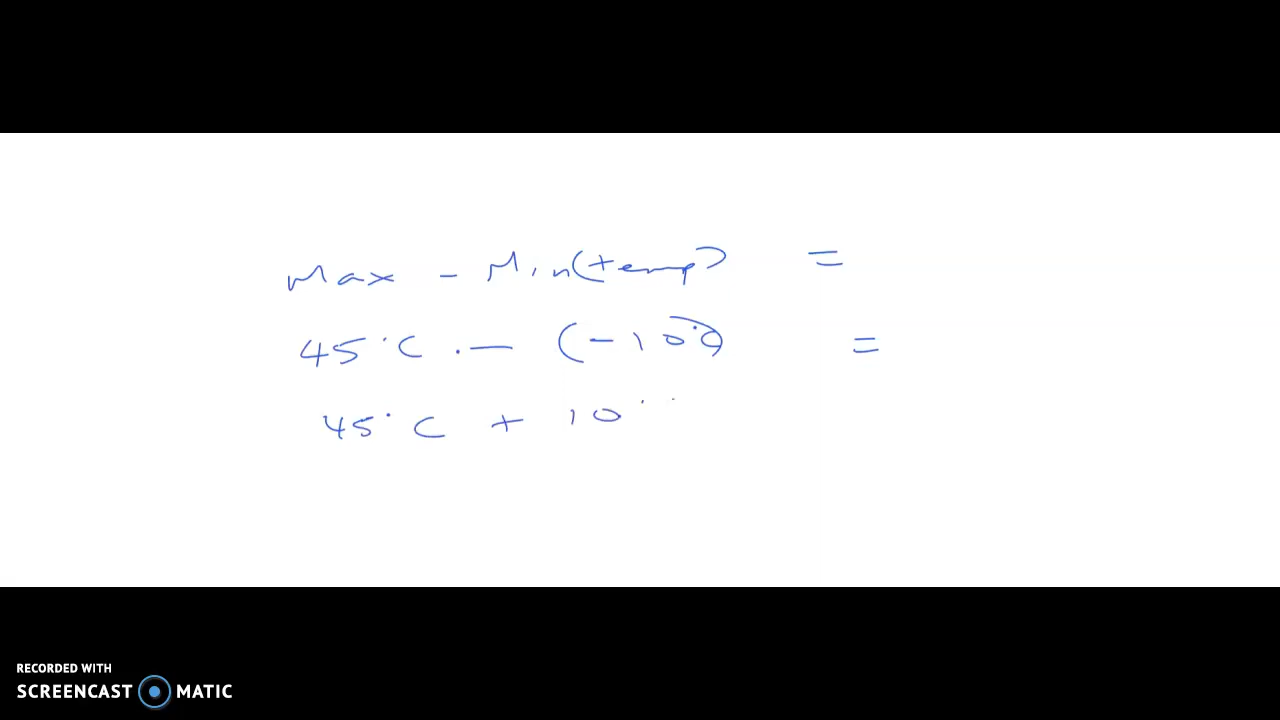 Max - Min(temp) =
45°C . - (-10°C) =
45°C + 10°
RECORDED WITH
SCREENCAST MATIC